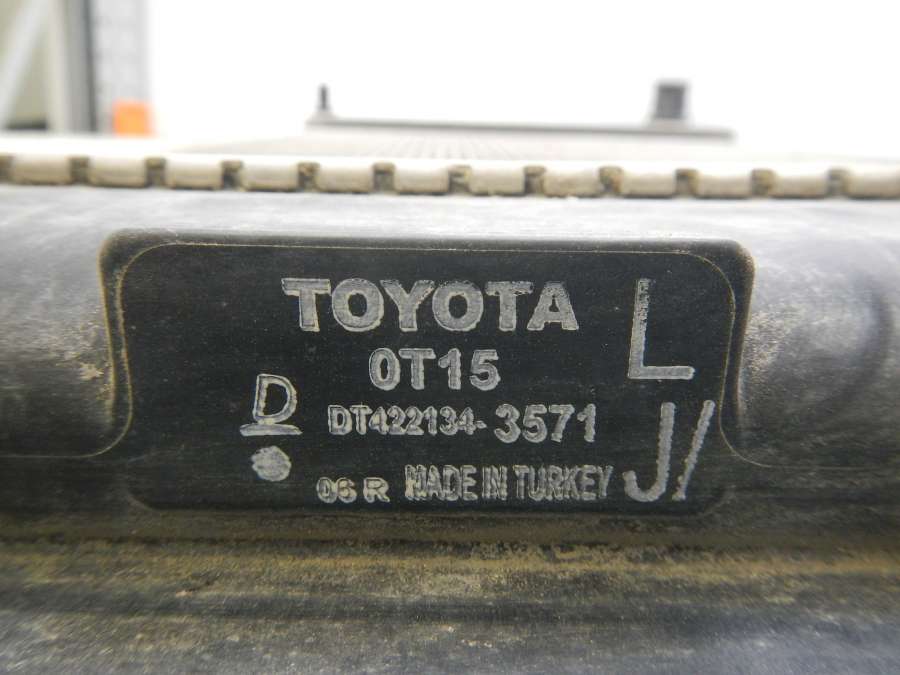 TOYOTA
L
0T15
D
DT422134-3571
J/
06 R MADE IN TURKEY